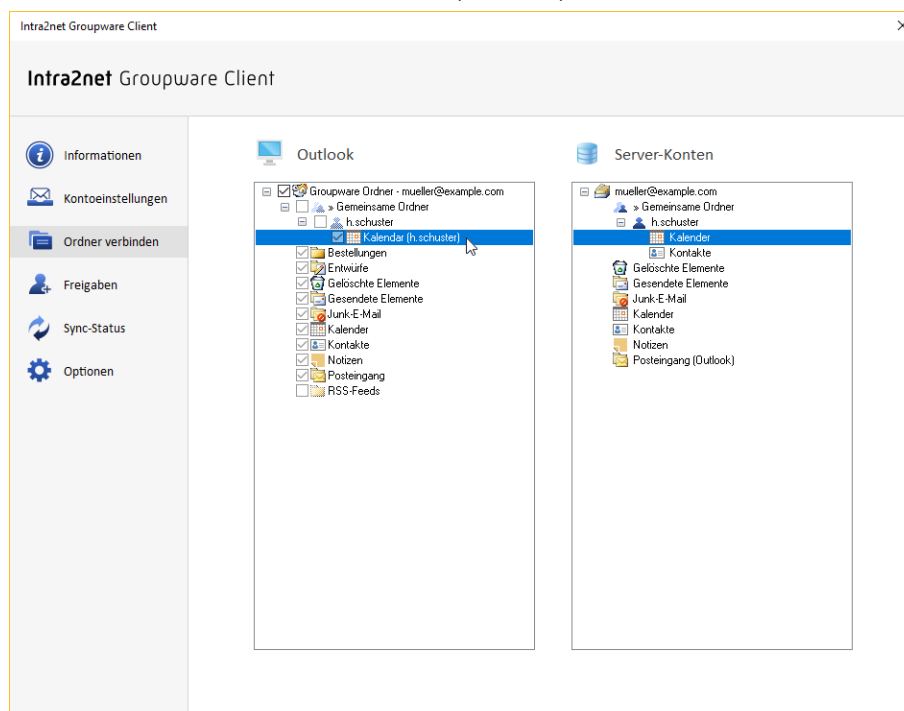 Intra2net Groupware Client
Intra2net Groupware Client
Informationen
Kontoeinstellungen
Ordner verbinden
Freigaben
Sync-Status
Optionen
Outlook
Groupware Ordner - mueller@example.com
» Gemeinsame Ordner
h.schuster
Kalendar (h.schuster)
Bestellungen
Entwürfe
Gelöschte Elemente
Gesendete Elemente
Junk-E-Mail
Kalender
Kontakte
Notizen
Posteingang
RSS-Feeds
Server-Konten
mueller@example.com
» Gemeinsame Ordner
h.schuster
Kalender
Kontakte
Gelöschte Elemente
Gesendete Elemente
Junk-E-Mail
Kalender
Kontakte
Notizen
Posteingang (Outlook)